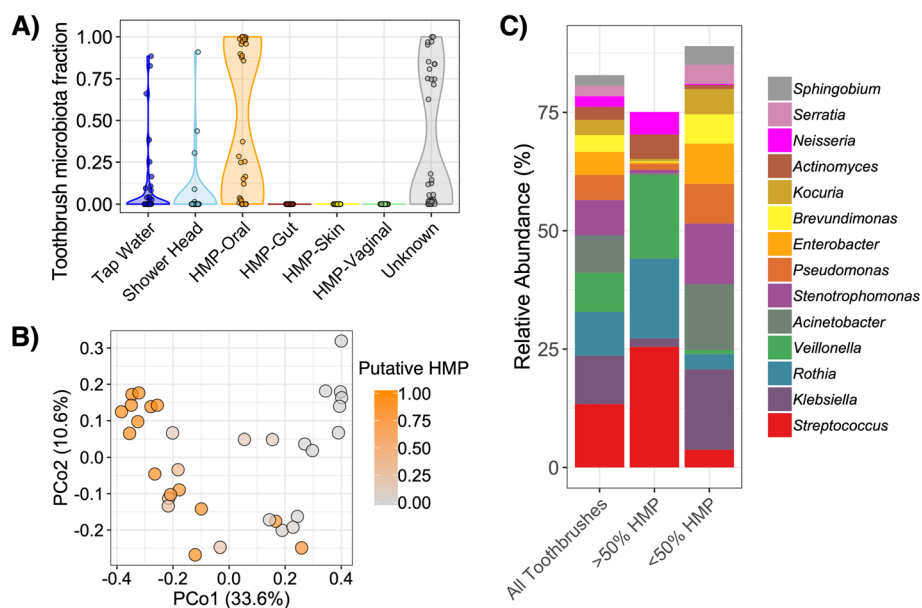 A)
Toothbrush microbiota fraction
1.00
0.75
0.50
0.25
0.00
Tap Water
Shower Head
HMP-Oral
HMP-Gut
HMP-Skin
HMP-Vaginal
Unknown
B)
PCo2 (10.6%)
0.3
0.2
0.1
0.0
-0.1
-0.2
-0.4
-0.2
0.0
0.2
0.4
PCo1 (33.6%)
Putative HMP
1.00
0.75
0.50
0.25
0.00
C)
Relative Abundance (%)
75
50
25
0
All Toothbrushes
>50% HMP
<50% HMP
Sphingobium
Serratia
Neisseria
Actinomyces
Kocuria
Brevundimonas
Enterobacter
Pseudomonas
Stenotrophomonas
Acinetobacter
Veillonella
Rothia
Klebsiella
Streptococcus